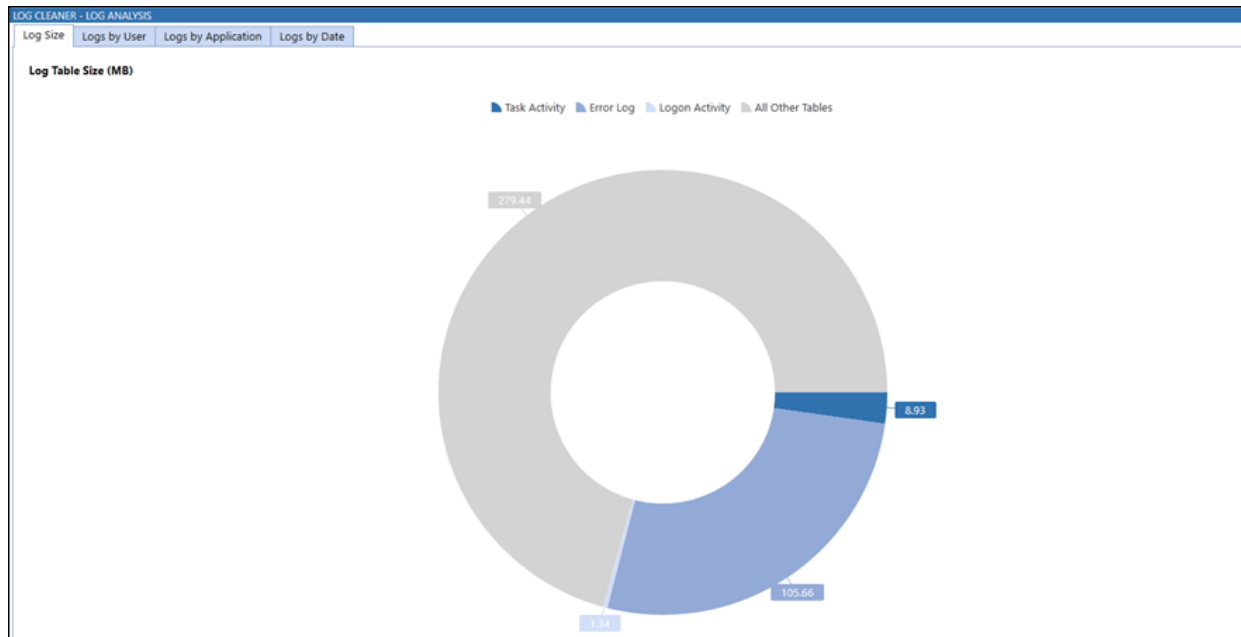 LOG CLEANER - LOG ANALYSIS
Log Size Logs by User Logs by Application Logs by Date
Log Table Size (MB)
Task Activity Error Log Logon Activity All Other Tables
279.44
8.93
105.66
1.34